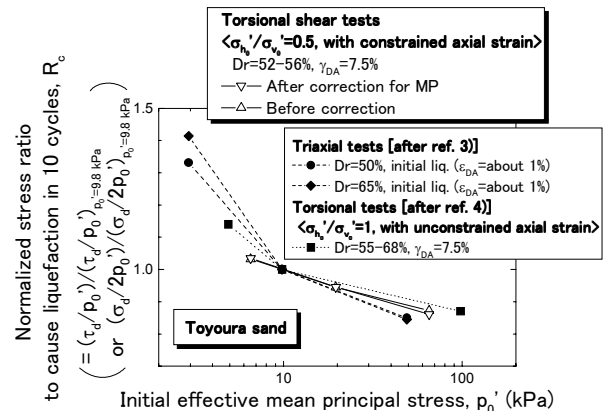 Torsional shear tests
<σh0'/σv0'=0.5, with constrained axial strain>
Dr=52-56%, γDA=7.5%
After correction for MP
Before correction
Triaxial tests [after ref. 3)]
Dr=50%, initial liq. (εDA=about 1%)
Dr=65%, initial liq. (εDA=about 1%)
Torsional tests [after ref. 4)]
<σh0'/σv0'=1, with unconstrained axial strain>
Dr=55-68%, γDA=7.5%
Normalized stress ratio
to cause liquefaction in 10 cycles, Rc
(= (τd/p0')/(τd/p0')p0'=9.8 kPa
or (σd/2p0')/(σd/2p0')p0'=9.8 kPa)
1.5
1.0
Toyoura sand
10
100
Initial effective mean principal stress, p0' (kPa)